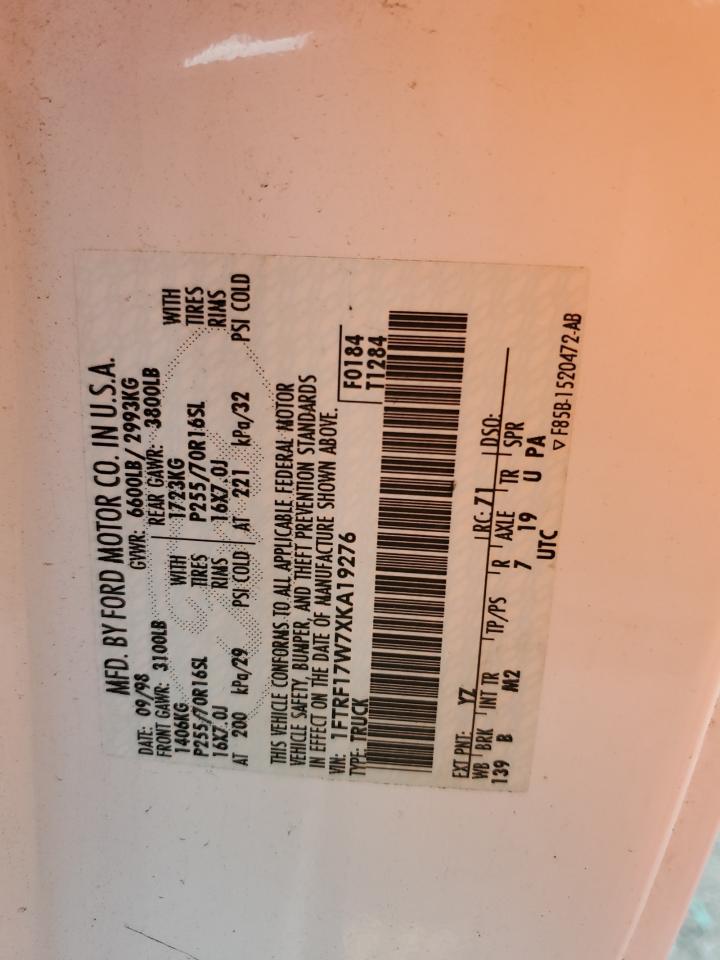 MFD. BY FORD MOTOR CO. IN U.S.A.
DATE: 09/98 GVWR: 6600LB/ 2993KG
FRONT GAWR: 3100LB REAR GAWR: 3800LB
1406KG WITH 1723KG WITH
P255/70R16SL TIRES P255/70R16SL TIRES
16X7.0J RIMS 16X7.0J RIMS
AT 200 kPa/29 PSI COLD AT 221 kPa/32 PSI COLD
THIS VEHICLE CONFORMS TO ALL APPLICABLE FEDERAL MOTOR
VEHICLE SAFETY, BUMPER, AND THEFT PREVENTION STANDARDS
IN EFFECT ON THE DATE OF MANUFACTURE SHOWN ABOVE.
VIN: 1FTRF17W7XKA19276 F0184
TYPE: TRUCK T1284
EXT PNT: YZ RC: Z1 DSO:
WB BRK INT TR TP/PS R AXLE TR SPR
139 B M2 7 19 U PA
UTC
▽F85B-1520472-AB